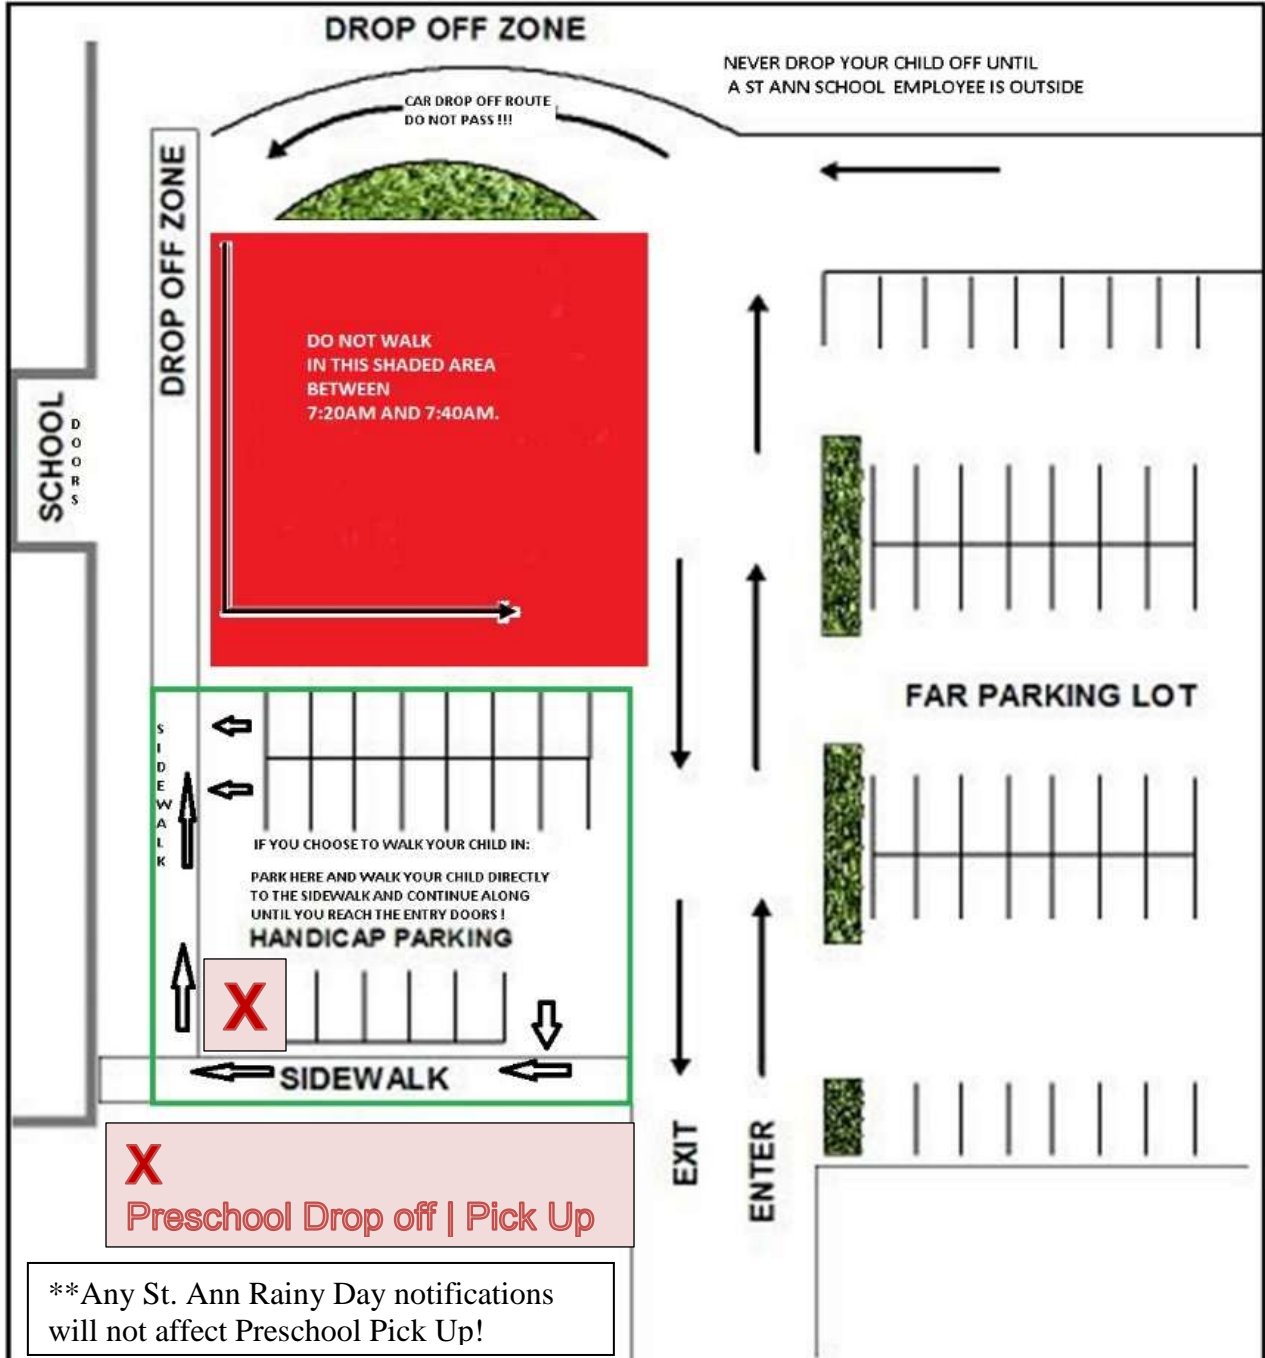 DROP OFF ZONE
NEVER DROP YOUR CHILD OFF UNTIL
A ST ANN SCHOOL EMPLOYEE IS OUTSIDE
CAR DROP OFF ROUTE
DO NOT PASS !!!
DROP OFF ZONE
DO NOT WALK
IN THIS SHADED AREA
BETWEEN
7:20AM AND 7:40AM.
SCHOOL
DOORS
FAR PARKING LOT
SIDEWALK
IF YOU CHOOSE TO WALK YOUR CHILD IN:
PARK HERE AND WALK YOUR CHILD DIRECTLY
TO THE SIDEWALK AND CONTINUE ALONG
UNTIL YOU REACH THE ENTRY DOORS !
HANDICAP PARKING
X
SIDEWALK
EXIT
ENTER
X
Preschool Drop off | Pick Up
**Any St. Ann Rainy Day notifications
will not affect Preschool Pick Up!